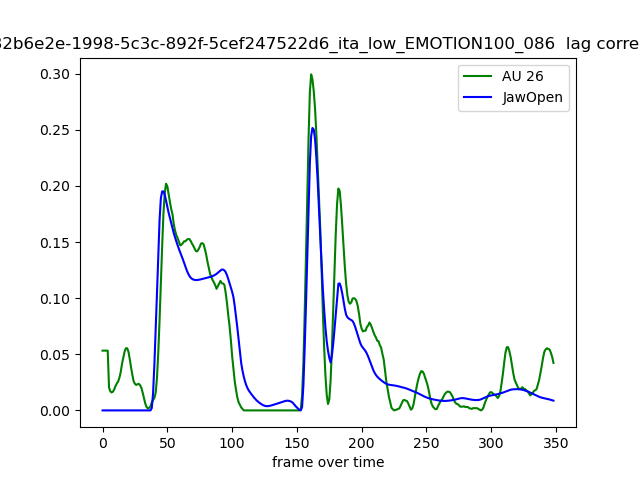 32b6e2e-1998-5c3c-892f-5cef247522d6_ita_low_EMOTION100_086 lag corre
AU 26
JawOpen
0.30
0.25
0.20
0.15
0.10
0.05
0.00
0 50 100 150 200 250 300 350
frame over time